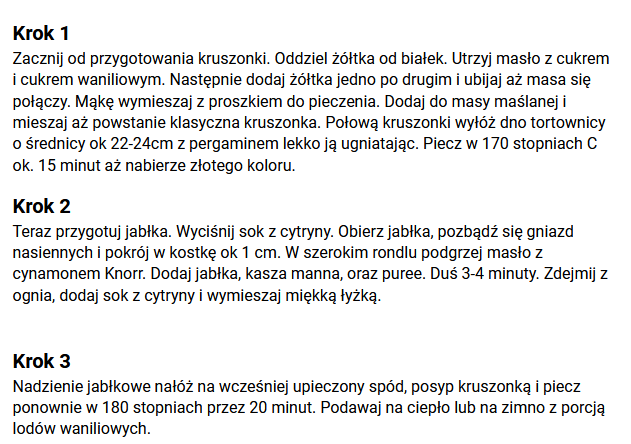 Krok 1
Zacznij od przygotowania kruszonki. Oddziel żółtka od białek. Utrzyj masło z cukrem
i cukrem waniliowym. Następnie dodaj żółtka jedno po drugim i ubijaj aż masa się
połączy. Mąkę wymieszaj z proszkiem do pieczenia. Dodaj do masy maślanej i
mieszaj aż powstanie klasyczna kruszonka. Połową kruszonki wyłóż dno tortownicy
o średnicy ok 22-24cm z pergaminem lekko ją ugniatając. Piecz w 170 stopniach C
ok. 15 minut aż nabierze złotego koloru.
Krok 2
Teraz przygotuj jabłka. Wyciśnij sok z cytryny. Obierz jabłka, pozbądź się gniazd
nasiennych i pokrój w kostkę ok 1 cm. W szerokim rondlu podgrzej masło z
cynamonem Knorr. Dodaj jabłka, kasza manna, oraz puree. Duś 3-4 minuty. Zdejmij z
ognia, dodaj sok z cytryny i wymieszaj miękką łyżką.
Krok 3
Nadzienie jabłkowe nałóż na wcześniej upieczony spód, posyp kruszonką i piecz
ponownie w 180 stopniach przez 20 minut. Podawaj na ciepło lub na zimno z porcją
lodów waniliowych.